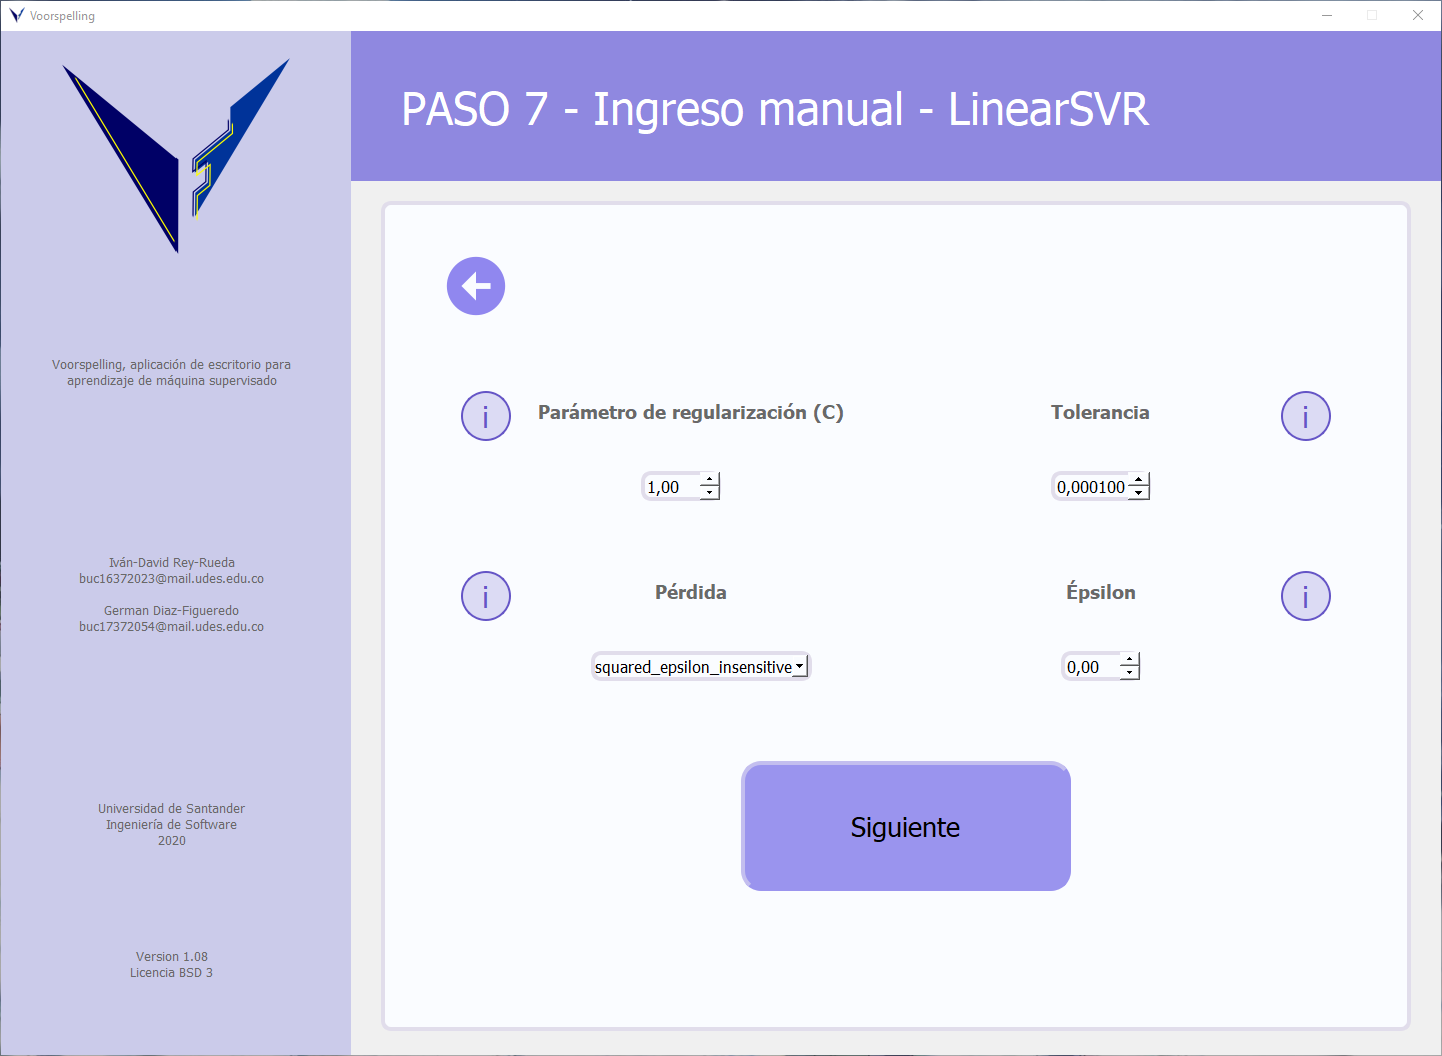 Voorspelling
PASO 7 - Ingreso manual - LinearSVR
Voorspelling, aplicación de escritorio para
aprendizaje de máquina supervisado
Iván-David Rey-Rueda
buc16372023@mail.udes.edu.co
German Diaz-Figueredo
buc17372054@mail.udes.edu.co
Universidad de Santander
Ingeniería de Software
2020
Version 1.08
Licencia BSD 3
i Parámetro de regularización (C)
1,00
Tolerancia i
0,000100
i Pérdida
squared_epsilon_insensitive
Épsilon i
0,00
Siguiente